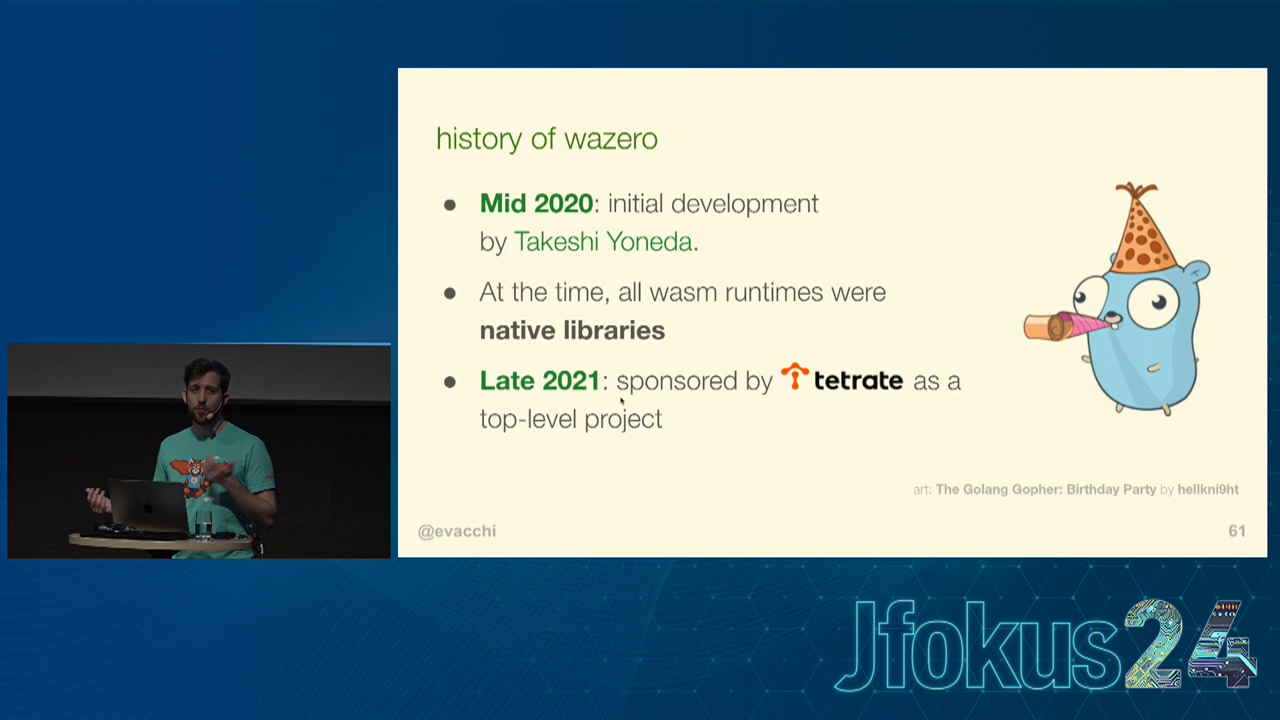 history of wazero
● Mid 2020: initial development
by Takeshi Yoneda.
● At the time, all wasm runtimes were
native libraries
● Late 2021: sponsored by tetrate as a
top-level project
art: The Golang Gopher: Birthday Party by hellkni9ht
@evacchi
61
Jfokus24